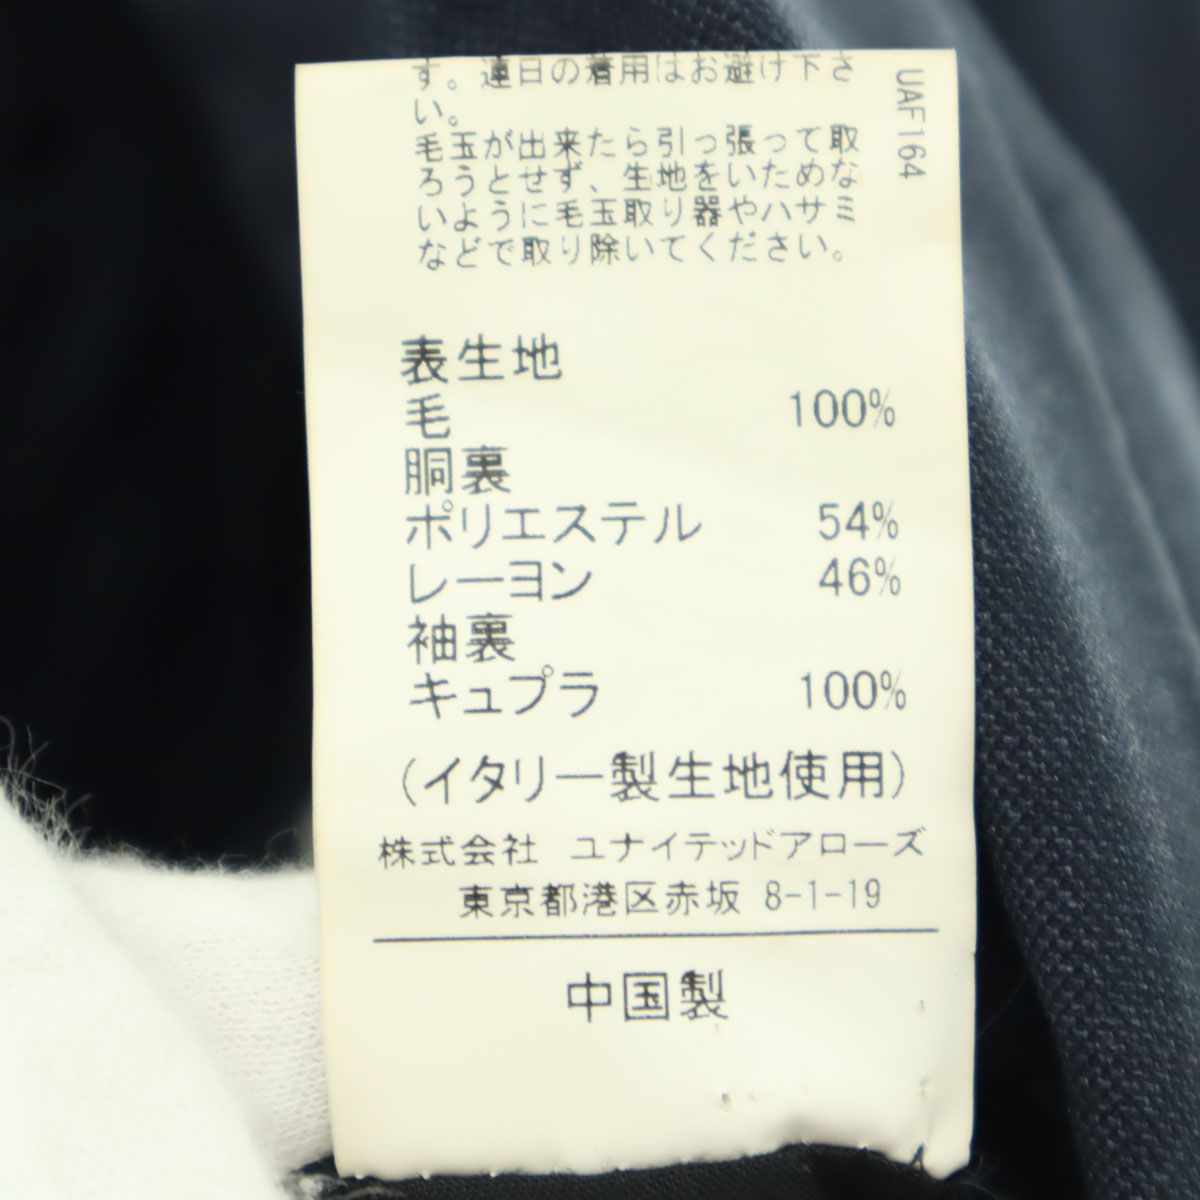 す。連日の着用はお避け下さ
い。
毛玉が出来たら引っ張って取
ろうとせず、生地をいためな
いように毛玉取り器やハサミ
などで取り除いてください。
UAF164
表生地
毛 100%
胴裏
ポリエステル 54%
レーヨン 46%
袖裏
キュプラ 100%
(イタリー製生地使用)
株式会社 ユナイテッドアローズ
東京都港区赤坂 8-1-19
中国製